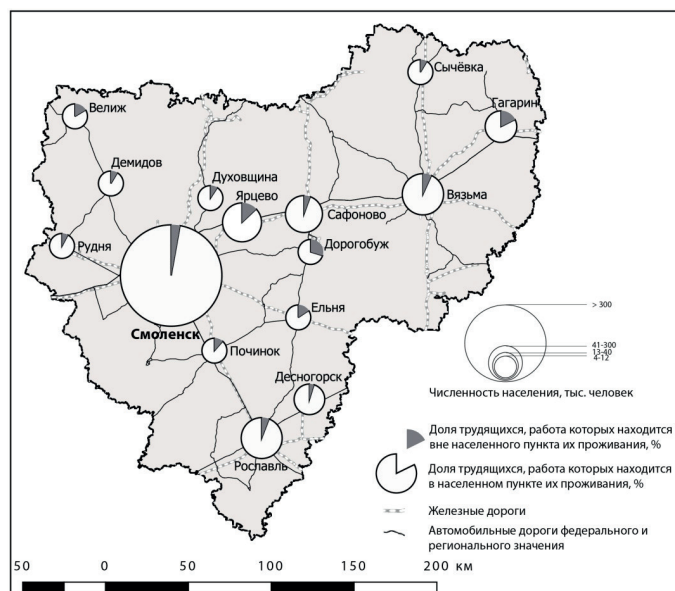 Сычёвка
Велиж
Гагарин
Демидов
Духовщина
Ярцево
Вязьма
Сафоново
Рудня
Дорогобуж
Ельня
Смоленск
Починок
Десногорск
Рославль
> 300
41-300
13-40
4-12
Численность населения, тыс. человек
Доля трудящихся, работа которых находится
вне населенного пункта их проживания, %
Доля трудящихся, работа которых находится
в населенном пункте их проживания, %
Железные дороги
Автомобильные дороги федерального и
регионального значения
50 0 50 100 150 200 км